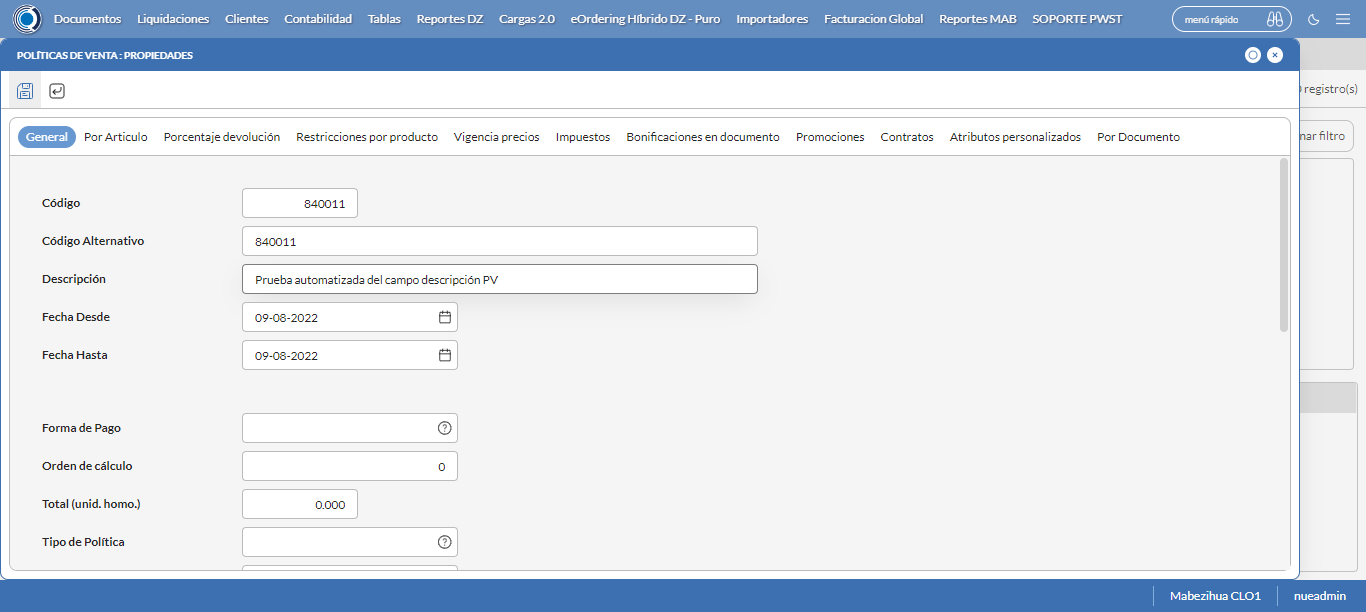 Documentos Liquidaciones Clientes Contabilidad Tablas Reportes DZ Cargas 2.0 eOrdering Híbrido DZ - Puro Importadores Facturacion Global Reportes MAB SOPORTE PWST menú rápido
POLÍTICAS DE VENTA : PROPIEDADES
registro(s)
General Por Articulo Porcentaje devolución Restricciones por producto Vigencia precios Impuestos Bonificaciones en documento Promociones Contratos Atributos personalizados Por Documento
nar filtro
Código 840011
Código Alternativo 840011
Descripción Prueba automatizada del campo descripción PV
Fecha Desde 09-08-2022
Fecha Hasta 09-08-2022
Forma de Pago
Orden de cálculo 0
Total (unid. homo.) 0.000
Tipo de Política
Mabezihua CLO1 nueadmin